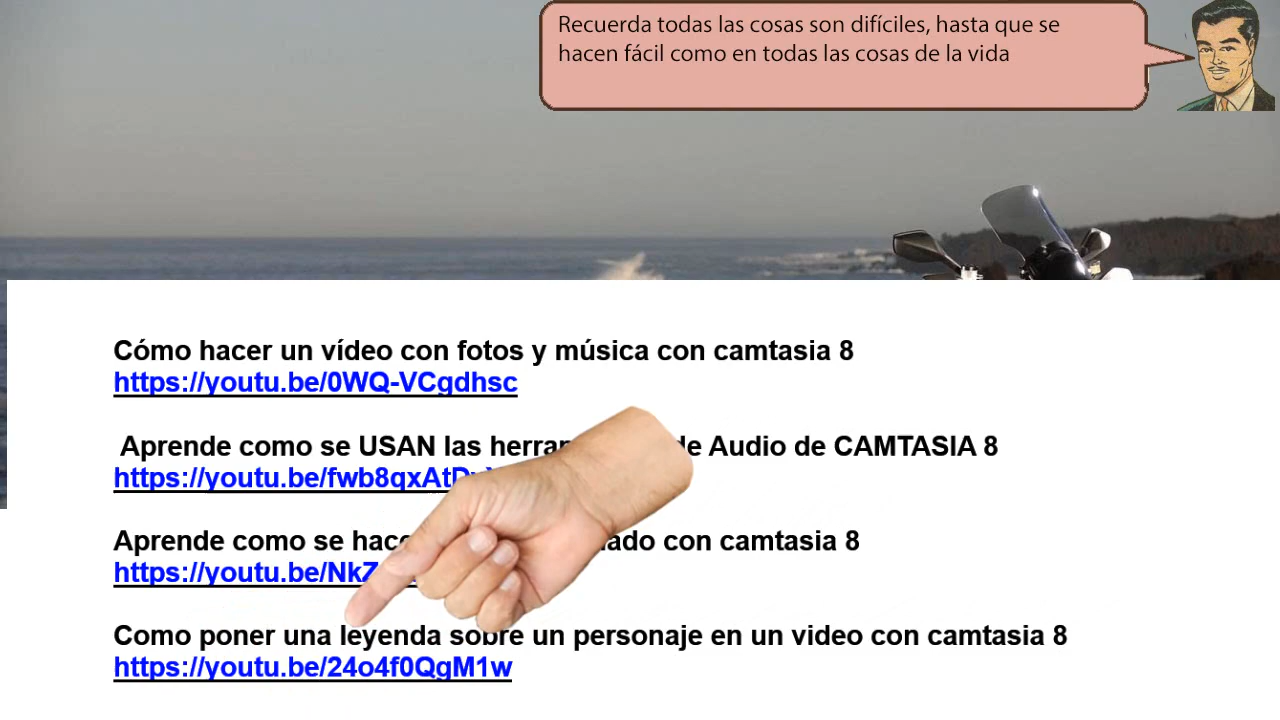 Recuerda todas las cosas son difíciles, hasta que se
hacen fácil como en todas las cosas de la vida
Cómo hacer un vídeo con fotos y música con camtasia 8
https://youtu.be/0WQ-VCgdhsc
Aprende como se USAN las de Audio de CAMTASIA 8
Aprende como se con camtasia 8
Como poner una leyenda sobre un personaje en un video con camtasia 8
https://youtu.be/24o4f0QgM1w